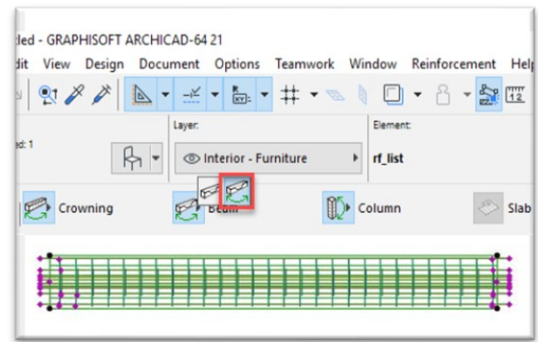 tled - GRAPHISOFT ARCHICAD-64 21
dit View Design Document Options Teamwork Window Reinforcement Help
Layer: Element:
ed: 1 Interior - Furniture rf_list
Crowning Beam Column Slab